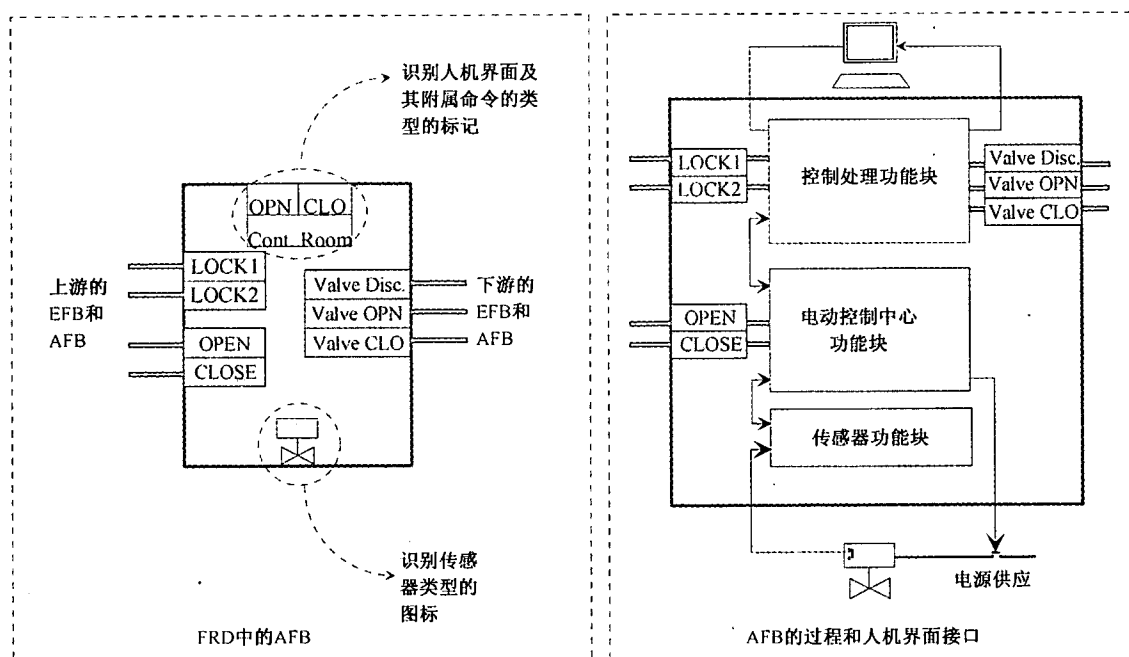 识别人机界面及
其附属命令的类
型的标记
OPN CLO
Cont. Room
LOCK1
LOCK2
上游的
EFB和
AFB
OPEN
CLOSE
Valve Disc.
Valve OPN
Valve CLO
下游的
EFB和
AFB
识别传感
器类型的
图标
FRD中的AFB
LOCK1
LOCK2
控制处理功能块
Valve Disc.
Valve OPN
Valve CLO
OPEN
CLOSE
电动控制中心
功能块
传感器功能块
电源供应
AFB的过程和人机界面接口